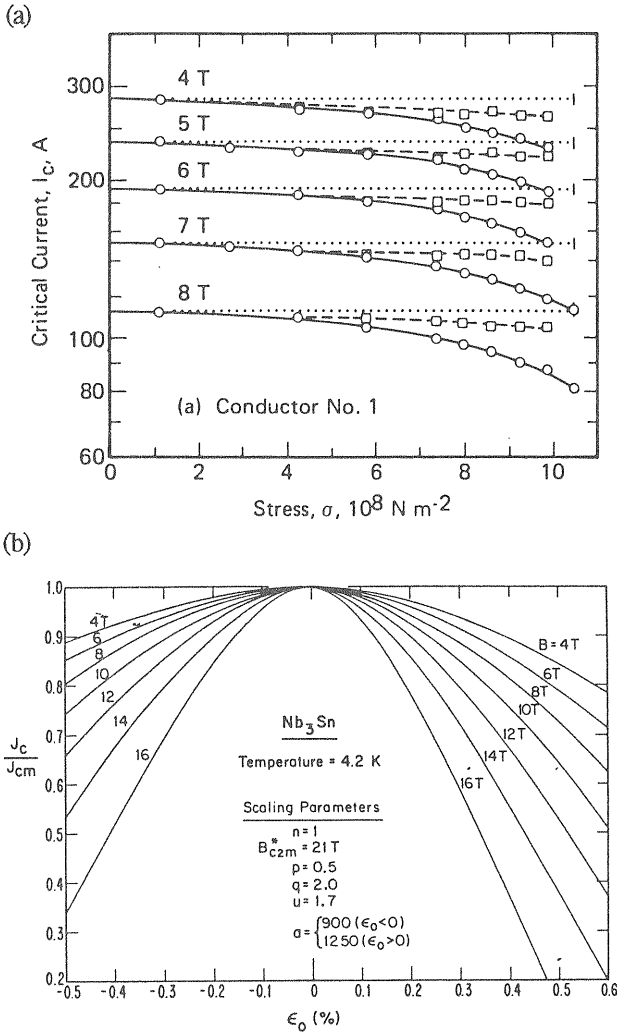 (a)
300
200
100
80
60
Critical Current, I_c, A
4 T
5 T
6 T
7 T
8 T
(a) Conductor No. 1
0 2 4 6 8 10
Stress, σ, 10⁸ N m⁻²
(b)
1.0
0.9
0.8
0.7
0.6
0.5
0.4
0.3
0.2
J_c
J_cm
4T
6
8
10
12
14
16
B=4T
6T
8T
10T
12T
14T
16T
Nb₃Sn
Temperature = 4.2 K
Scaling Parameters
n=1
B*_c2m = 21T
p=0.5
q=2.0
u=1.7
a= { 900 (ϵ₀<0)
1250 (ϵ₀>0)
-0.5 -0.4 -0.3 -0.2 -0.1 0 0.1 0.2 0.3 0.4 0.5 0.6
ϵ₀ (%)